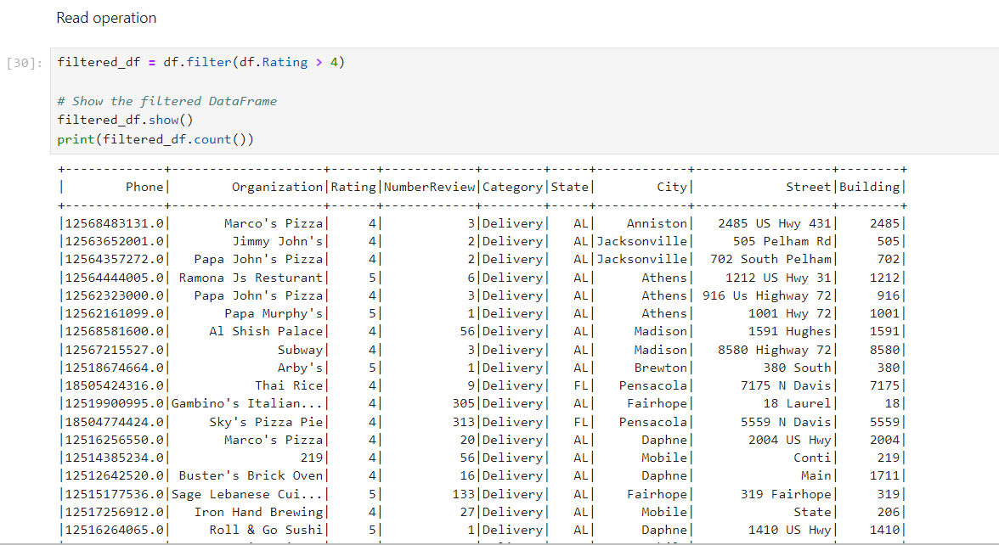 Read operation
[30]: filtered_df = df.filter(df.Rating > 4)
# Show the filtered DataFrame
filtered_df.show()
print(filtered_df.count())
+-------------+--------------------+------+------------+--------+-----+------------+------------------+--------+
|        Phone|        Organization|Rating|NumberReview|Category|State|        City|            Street|Building|
+-------------+--------------------+------+------------+--------+-----+------------+------------------+--------+
|12568483131.0|       Marco's Pizza|     4|           3|Delivery|   AL|    Anniston|  2485 US Hwy 431|    2485|
|12563652001.0|        Jimmy John's|     4|           2|Delivery|   AL|Jacksonville|    505 Pelham Rd|     505|
|12564357272.0|  Papa John's Pizza|     4|           2|Delivery|   AL|Jacksonville| 702 South Pelham|     702|
|12564444005.0| Ramona Js Resturant|     5|           6|Delivery|   AL|      Athens|   1212 US Hwy 31|    1212|
|12562323000.0|  Papa John's Pizza|     4|           3|Delivery|   AL|      Athens|916 Us Highway 72|     916|
|12562161099.0|       Papa Murphy's|     5|           1|Delivery|   AL|      Athens|      1001 Hwy 72|    1001|
|12568581600.0|     Al Shish Palace|     4|          56|Delivery|   AL|     Madison|      1591 Hughes|    1591|
|12567215527.0|              Subway|     4|           3|Delivery|   AL|     Madison|  8580 Highway 72|    8580|
|12518674664.0|              Arby's|     5|           1|Delivery|   AL|     Brewton|        380 South|     380|
|18505424316.0|           Thai Rice|     4|           9|Delivery|   FL|   Pensacola|     7175 N Davis|    7175|
|12519900995.0|Gambino's Italian...|     4|         305|Delivery|   AL|    Fairhope|        18 Laurel|      18|
|18504774424.0|     Sky's Pizza Pie|     4|         313|Delivery|   FL|   Pensacola|     5559 N Davis|    5559|
|12516256550.0|       Marco's Pizza|     4|          20|Delivery|   AL|      Daphne|      2004 US Hwy|    2004|
|12514385234.0|                 219|     4|          56|Delivery|   AL|      Mobile|            Conti|     219|
|12512642520.0| Buster's Brick Oven|     4|          16|Delivery|   AL|      Daphne|             Main|    1711|
|12515177536.0|Sage Lebanese Cui...|     5|         133|Delivery|   AL|    Fairhope|     319 Fairhope|     319|
|12517256912.0|   Iron Hand Brewing|     4|          27|Delivery|   AL|      Mobile|            State|     206|
|12516264065.0|     Roll & Go Sushi|     5|           1|Delivery|   AL|      Daphne|      1410 US Hwy|    1410|